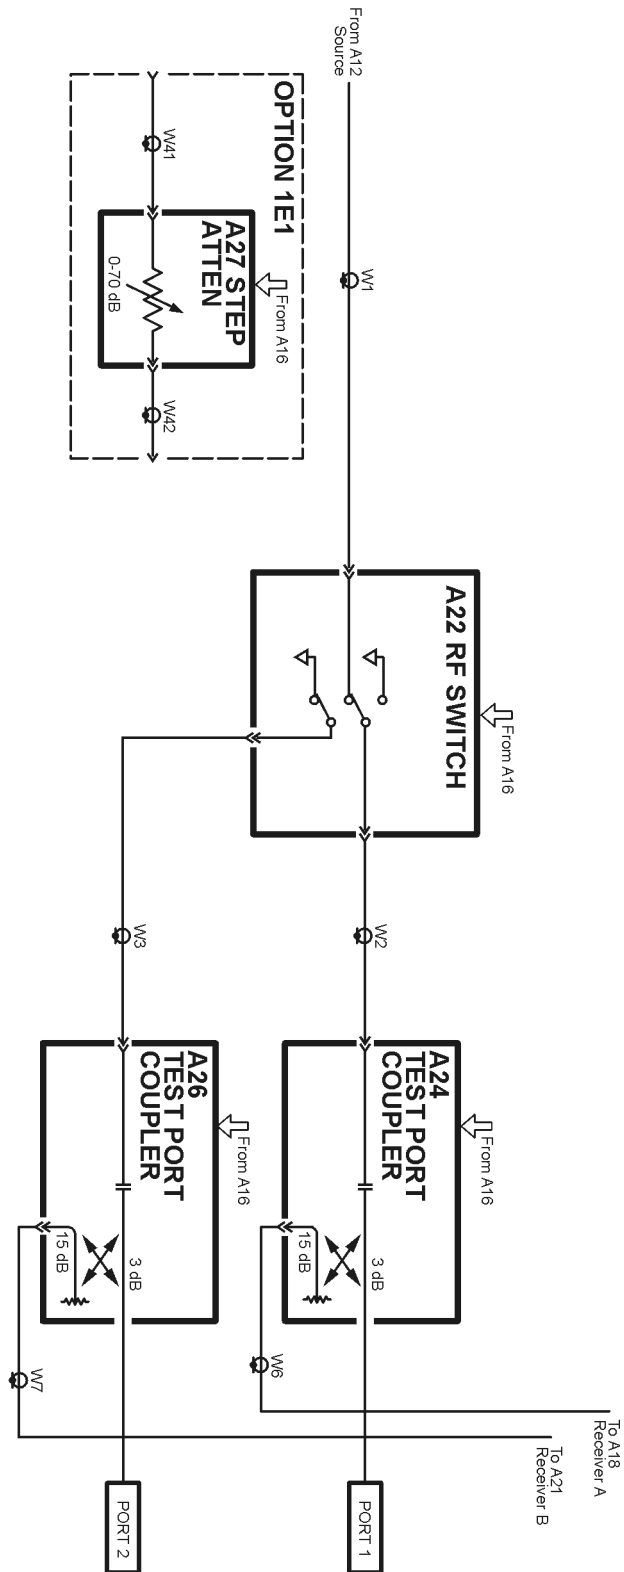 From A12
Source
W1
A22 RF SWITCH
From A16
W2
A24
TEST PORT
COUPLER
From A16
3 dB
15 dB
W6
To A18
Receiver A
PORT 1
OPTION 1E1
W41
A27 STEP
ATTEN
From A16
0-70 dB
W42
W3
A26
TEST PORT
COUPLER
From A16
3 dB
15 dB
W7
To A21
Receiver B
PORT 2